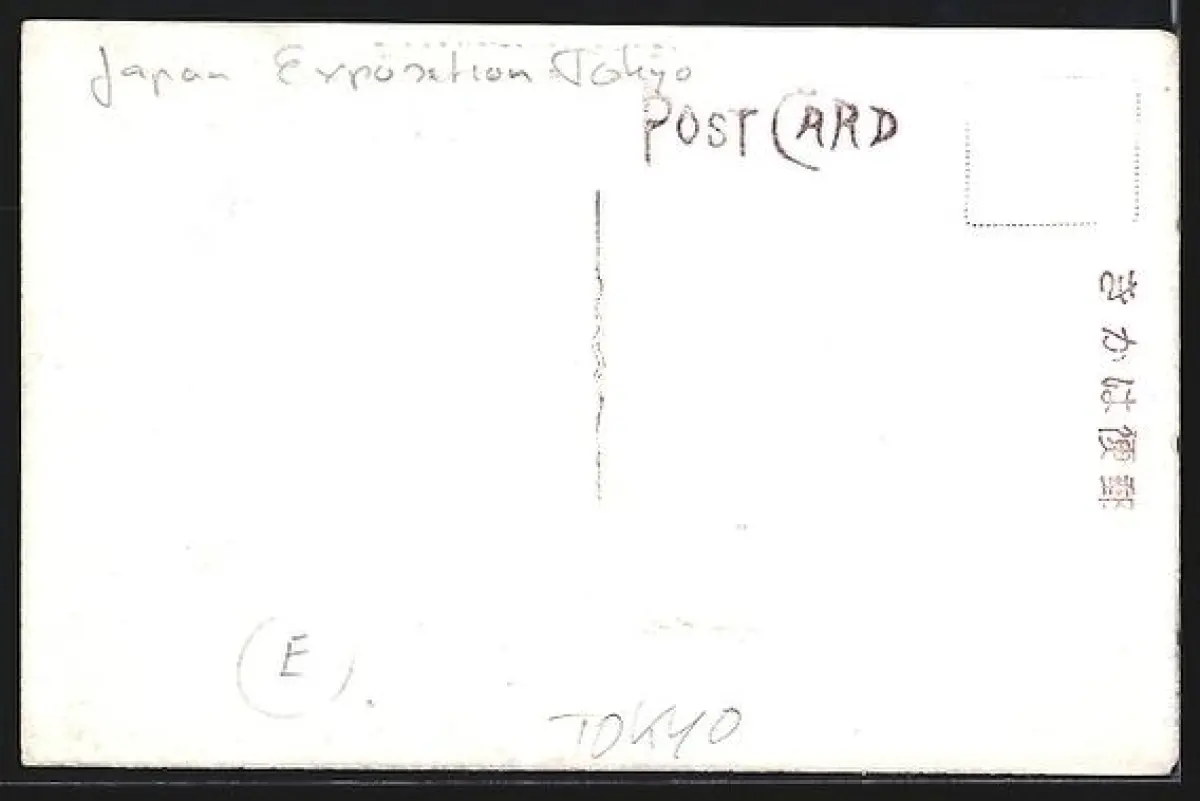 Japan Exposition Tokyo
POST CARD
郵便はかき
(E).
TOKYO